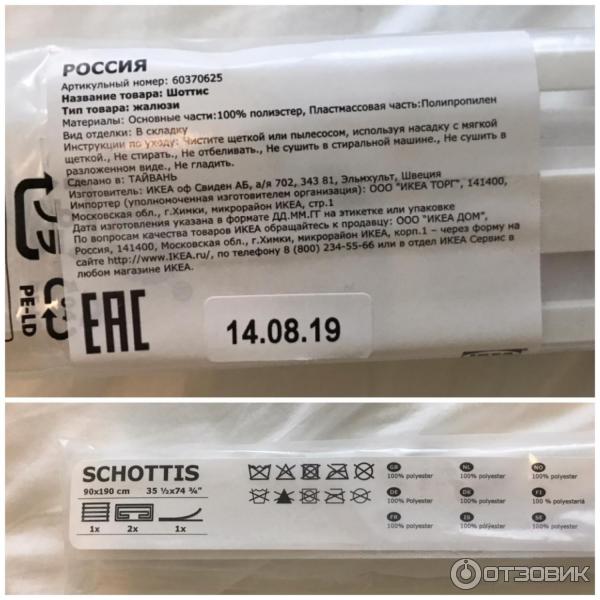 РОССИЯ
Артикульный номер: 60370625
Название товара: Шоттис
Тип товара: жалюзи
Материалы: Основные части:100% полиэстер, Пластмассовая часть:Полипропилен
Вид отделки: В складку
Инструкции по уходу: Чистите щеткой или пылесосом, используя насадку с мягкой
щеткой., Не стирать., Не отбеливать., Не сушить в стиральной машине., Не сушить в
разложенном виде., Не гладить.
Сделано в: ТАЙВАНЬ
Изготовитель: ИКЕА оф Свиден АБ, а/я 702, 343 81, Эльмхульт, Швеция
Импортер (уполномоченная изготовителем организация): ООО "ИКЕА ТОРГ", 141400,
Московская обл., г.Химки, микрорайон ИКЕА, стр.1
Дата изготовления указана в формате ДД.ММ.ГГ на этикетке или упаковке
По вопросам качества товаров ИКЕА обращайтесь к продавцу: ООО "ИКЕА ДОМ",
Россия, 141400, Московская обл., г.Химки, микрорайон ИКЕА, корп.1 – через форму на
сайте http://www.IKEA.ru/, по телефону 8 (800) 234-55-66 или в отдел ИКЕА Сервис в
любом магазине ИКЕА.
PE-LD
EAC
14.08.19
SCHOTTIS
90x190 cm 35 ½x74 ¾"
1x 2x 1x
GB NL NO
100% polyester 100% polyester 100% polyester
DE DK FI
100% Polyester 100% polyester 100 % polyesteriä
FR IS SE
100% polyester 100% pólýester 100% polyester
ОТЗОВИК